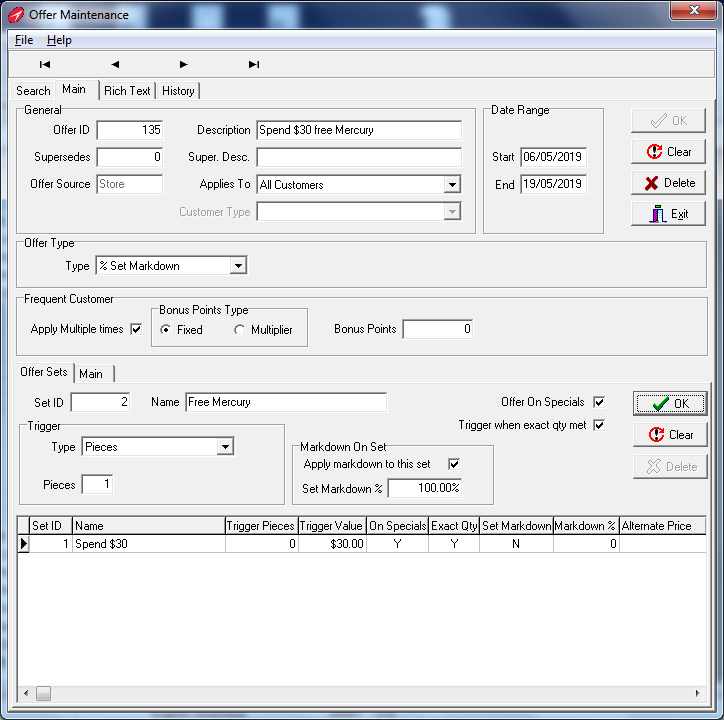 Offer Maintenance
File Help
Search Main Rich Text History
General
Offer ID 135 Description Spend $30 free Mercury
Supersedes 0 Super. Desc.
Offer Source Store Applies To All Customers
Customer Type
Date Range
Start 06/05/2019
End 19/05/2019
OK
Clear
Delete
Exit
Offer Type
Type % Set Markdown
Frequent Customer
Apply Multiple times
Bonus Points Type
Fixed Multiplier
Bonus Points 0
Offer Sets Main
Set ID 2 Name Free Mercury
Offer On Specials
Trigger when exact qty met
Trigger
Type Pieces
Pieces 1
Markdown On Set
Apply markdown to this set
Set Markdown % 100.00%
OK
Clear
Delete
Set ID Name Trigger Pieces Trigger Value On Specials Exact Qty Set Markdown Markdown % Alternate Price
1 Spend $30 0 $30.00 Y Y N 0